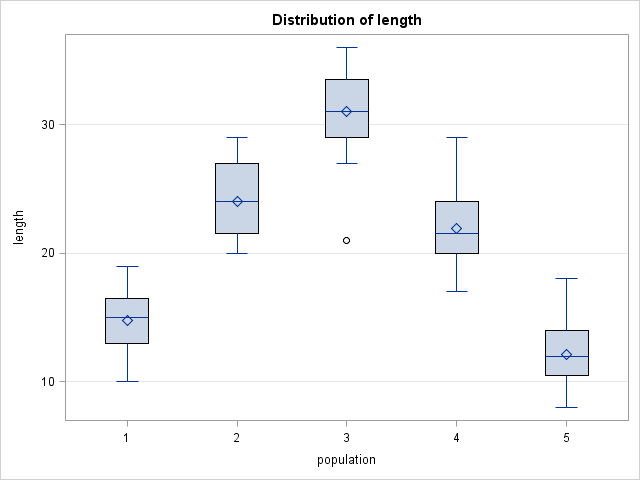 Distribution of length
30
20
10
length
1 2 3 4 5
population